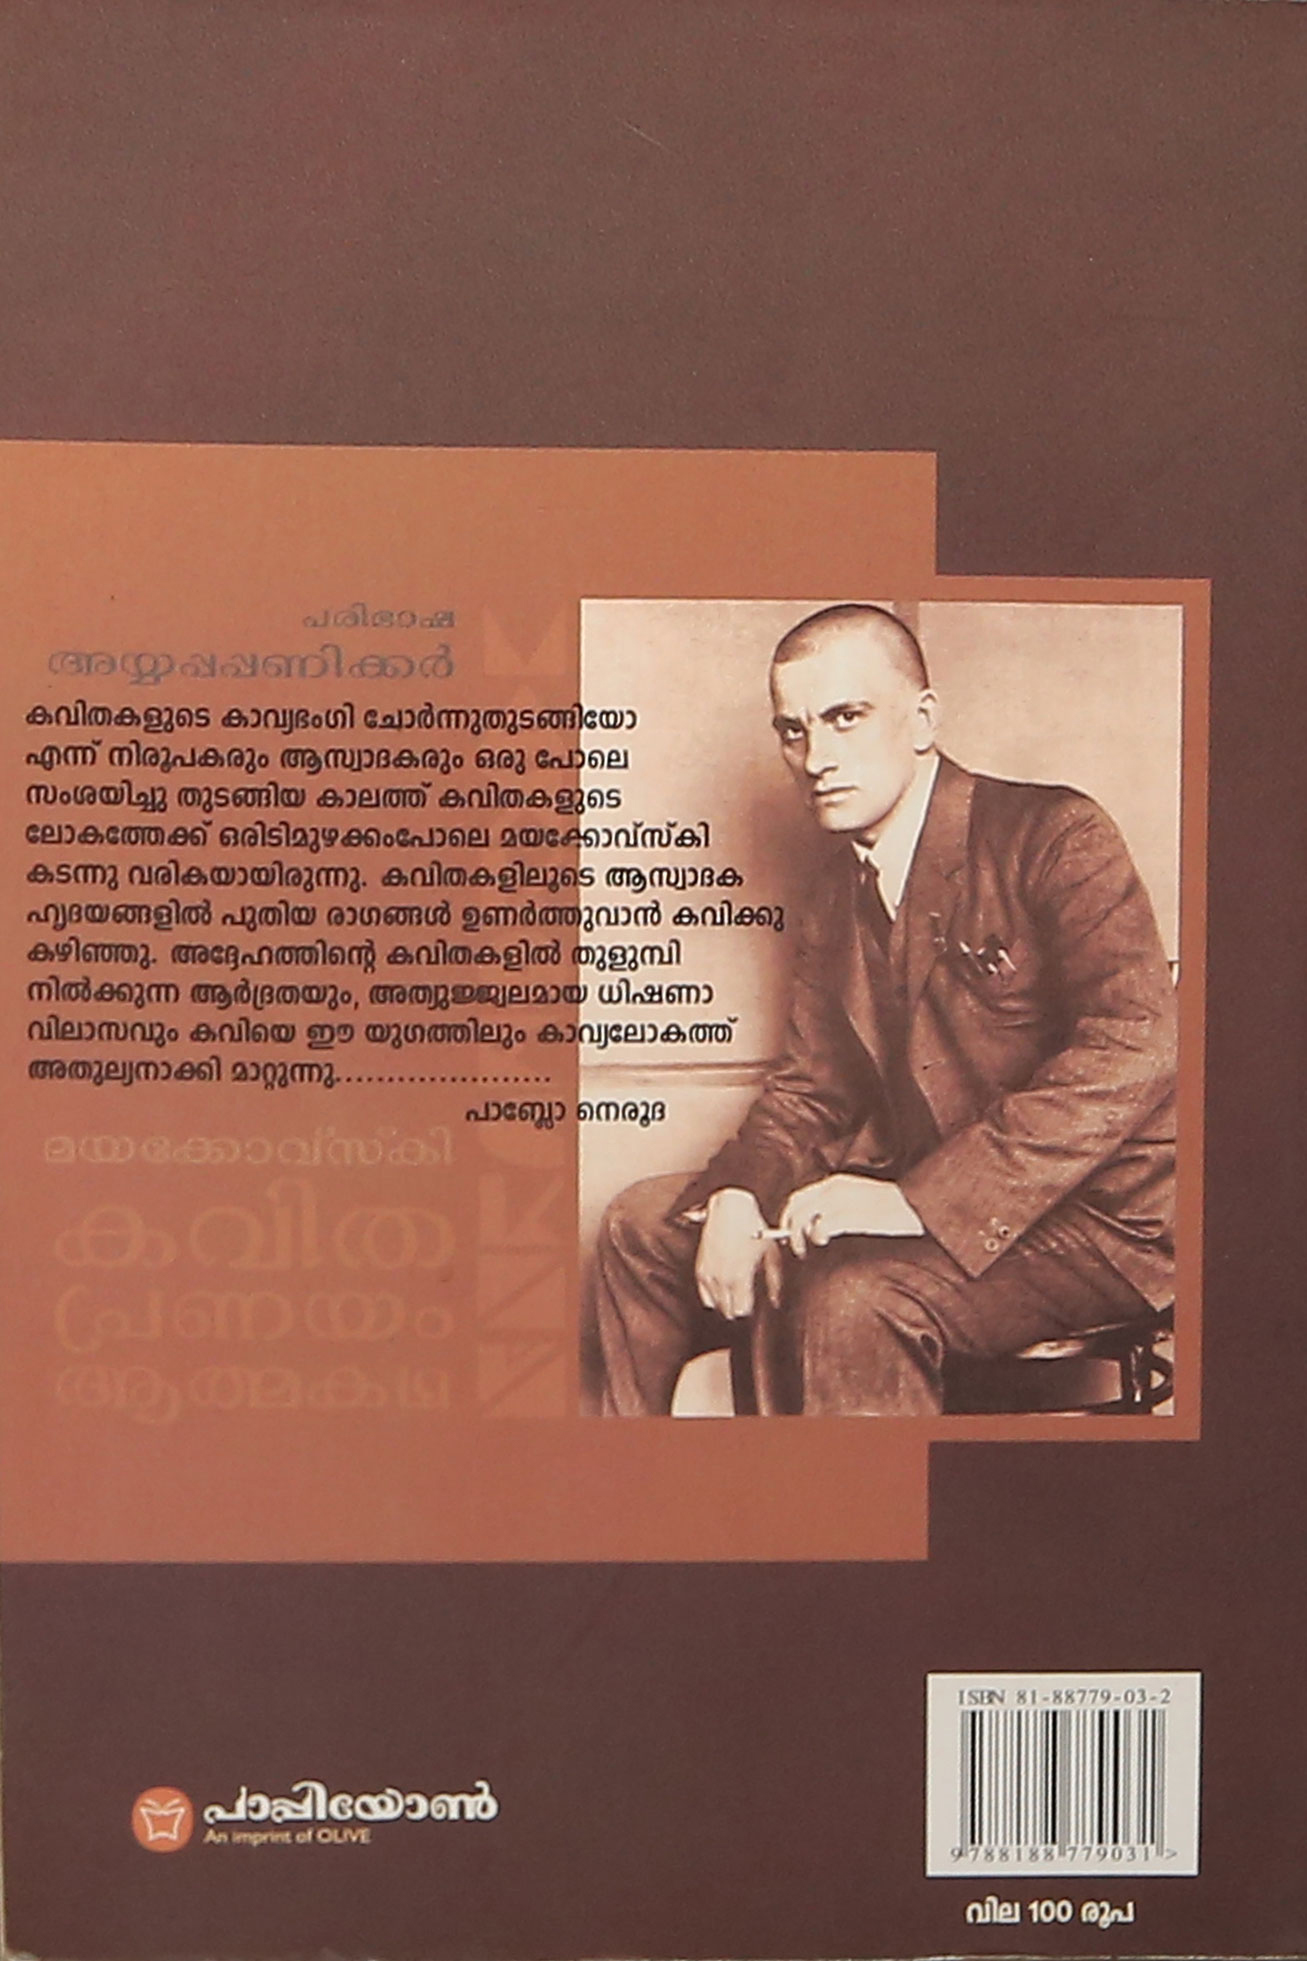 പരിഭാഷ
അയ്യപ്പപ്പണിക്കർ
കവിതകളുടെ കാവ്യഭംഗി ചോർന്നുതുടങ്ങിയോ
എന്ന് നിരൂപകരും ആസ്വാദകരും ഒരു പോലെ
സംശയിച്ചു തുടങ്ങിയ കാലത്ത് കവിതകളുടെ
ലോകത്തേക്ക് ഒരിടിമുഴക്കംപോലെ മയക്കോവ്സ്കി
കടന്നു വരികയായിരുന്നു. കവിതകളിലൂടെ ആസ്വാദക
ഹൃദയങ്ങളിൽ പുതിയ രാഗങ്ങൾ ഉണർത്തുവാൻ കവിക്കു
കഴിഞ്ഞു. അദ്ദേഹത്തിന്റെ കവിതകളിൽ തുളുമ്പി
നിൽക്കുന്ന ആർദ്രതയും, അത്യുജ്ജ്വലമായ ധിഷണാ
വിലാസവും കവിയെ ഈ യുഗത്തിലും കാവ്യലോകത്ത്
അതുല്യനാക്കി മാറ്റുന്നു.....................
പാബ്ലോ നെരൂദ
മയക്കോവ്സ്കി
കവിത
പ്രണയം
ആത്മകഥ
ISBN 81-88779-03-2
9 788188 779031 >
പാപ്പിയോൺ
An imprint of OLIVE
വില 100 രൂപ